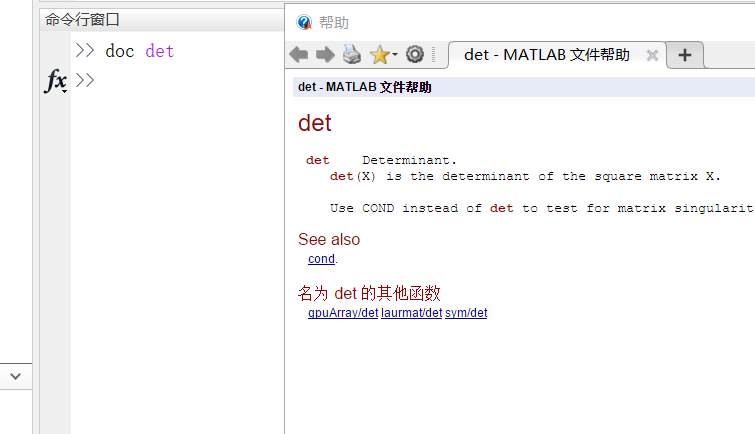 命令行窗口
>> doc det
fx >>
帮助
det - MATLAB 文件帮助
det - MATLAB 文件帮助
det
det Determinant.
det(X) is the determinant of the square matrix X.
Use COND instead of det to test for matrix singularit
See also
cond.
名为 det 的其他函数
gpuArray/det laurmat/det sym/det